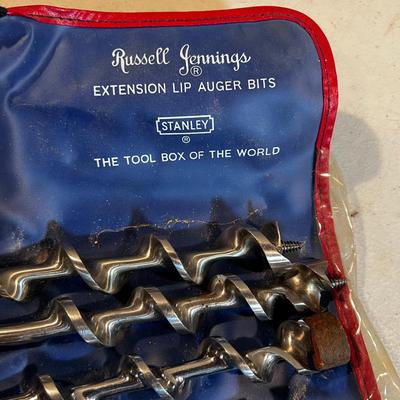 Russell Jennings
®
EXTENSION LIP AUGER BITS
STANLEY
®
THE TOOL BOX OF THE WORLD